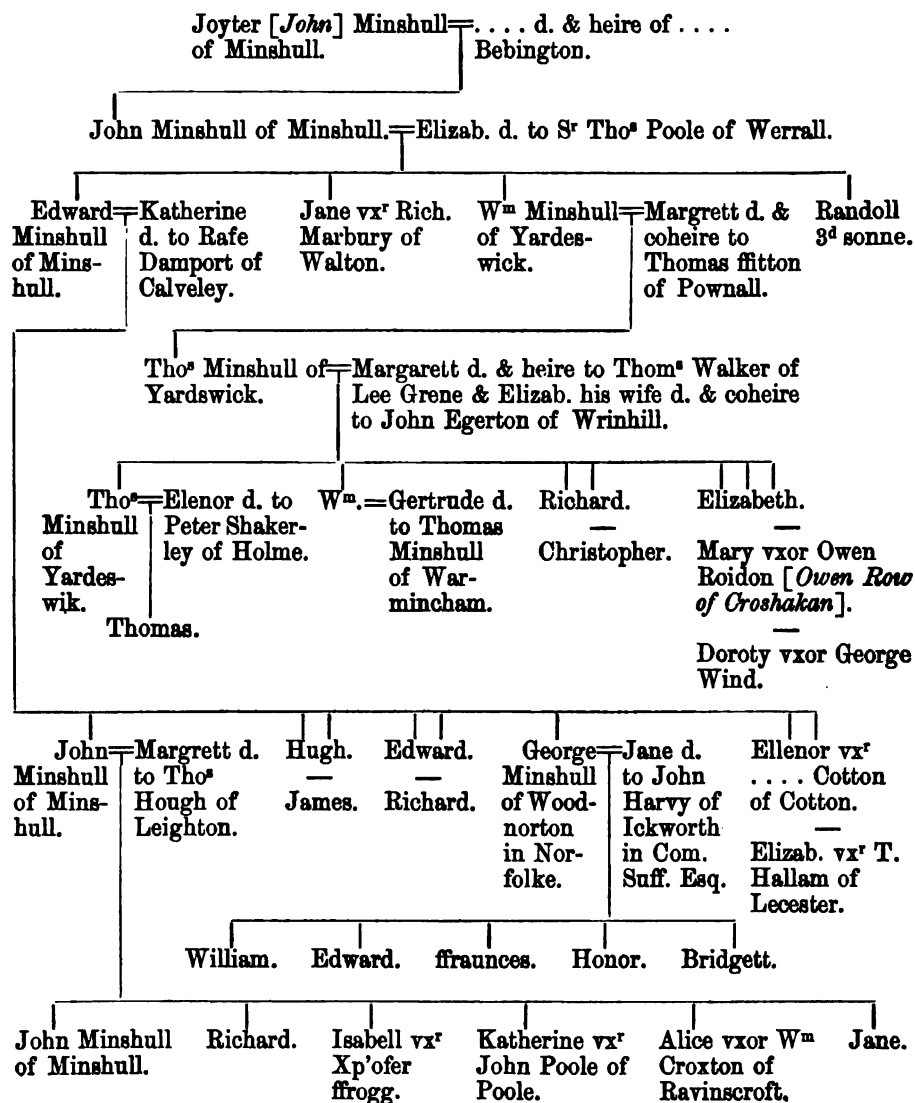 Joyter [John] Minshull=. . . . d. & heire of . . . .
of Minshull.
Bebington.
John Minshull of Minshull.=Elizab. d. to Sʳ Thoˢ Poole of Werrall.
Edward=Katherine
Minshull
of Mins-
hull.
d. to Rafe
Damport of
Calveley.
Jane vxʳ Rich.
Marbury of
Walton.
Wᵐ Minshull=Margrett d. &
of Yardes-
wick.
coheire to
Thomas ffitton
of Pownall.
Randoll
3ᵈ sonne.
Thoˢ Minshull of=Margarett d. & heire to Thomˢ Walker of
Yardswick.
Lee Grene & Elizab. his wife d. & coheire
to John Egerton of Wrinhill.
Thoˢ=Elenor d. to
Minshull
of
Yardes-
wik.
Peter Shaker-
ley of Holme.
Thomas.
Wᵐ.=Gertrude d.
to Thomas
Minshull
of War-
mincham.
Richard.
—
Christopher.
Elizabeth.
—
Mary vxor Owen
Roidon [Owen Row
of Croshakan].
—
Doroty vxor George
Wind.
John=Margrett d.
Minshull
of Mins-
hull.
to Thoˢ
Hough of
Leighton.
Hugh.
—
James.
Edward.
—
Richard.
George=Jane d.
Minshull
of Wood-
norton
in Nor-
folke.
to John
Harvy of
Ickworth
in Com.
Suff. Esq.
Ellenor vxʳ
. . . . Cotton
of Cotton.
—
Elizab. vxʳ T.
Hallam of
Lecester.
William.
Edward.
ffraunces.
Honor.
Bridgett.
John Minshull
of Minshull.
Richard.
Isabell vxʳ
Xp'ofer
ffrogg.
Katherine vxʳ
John Poole of
Poole.
Alice vxor Wᵐ
Croxton of
Ravinscroft.
Jane.